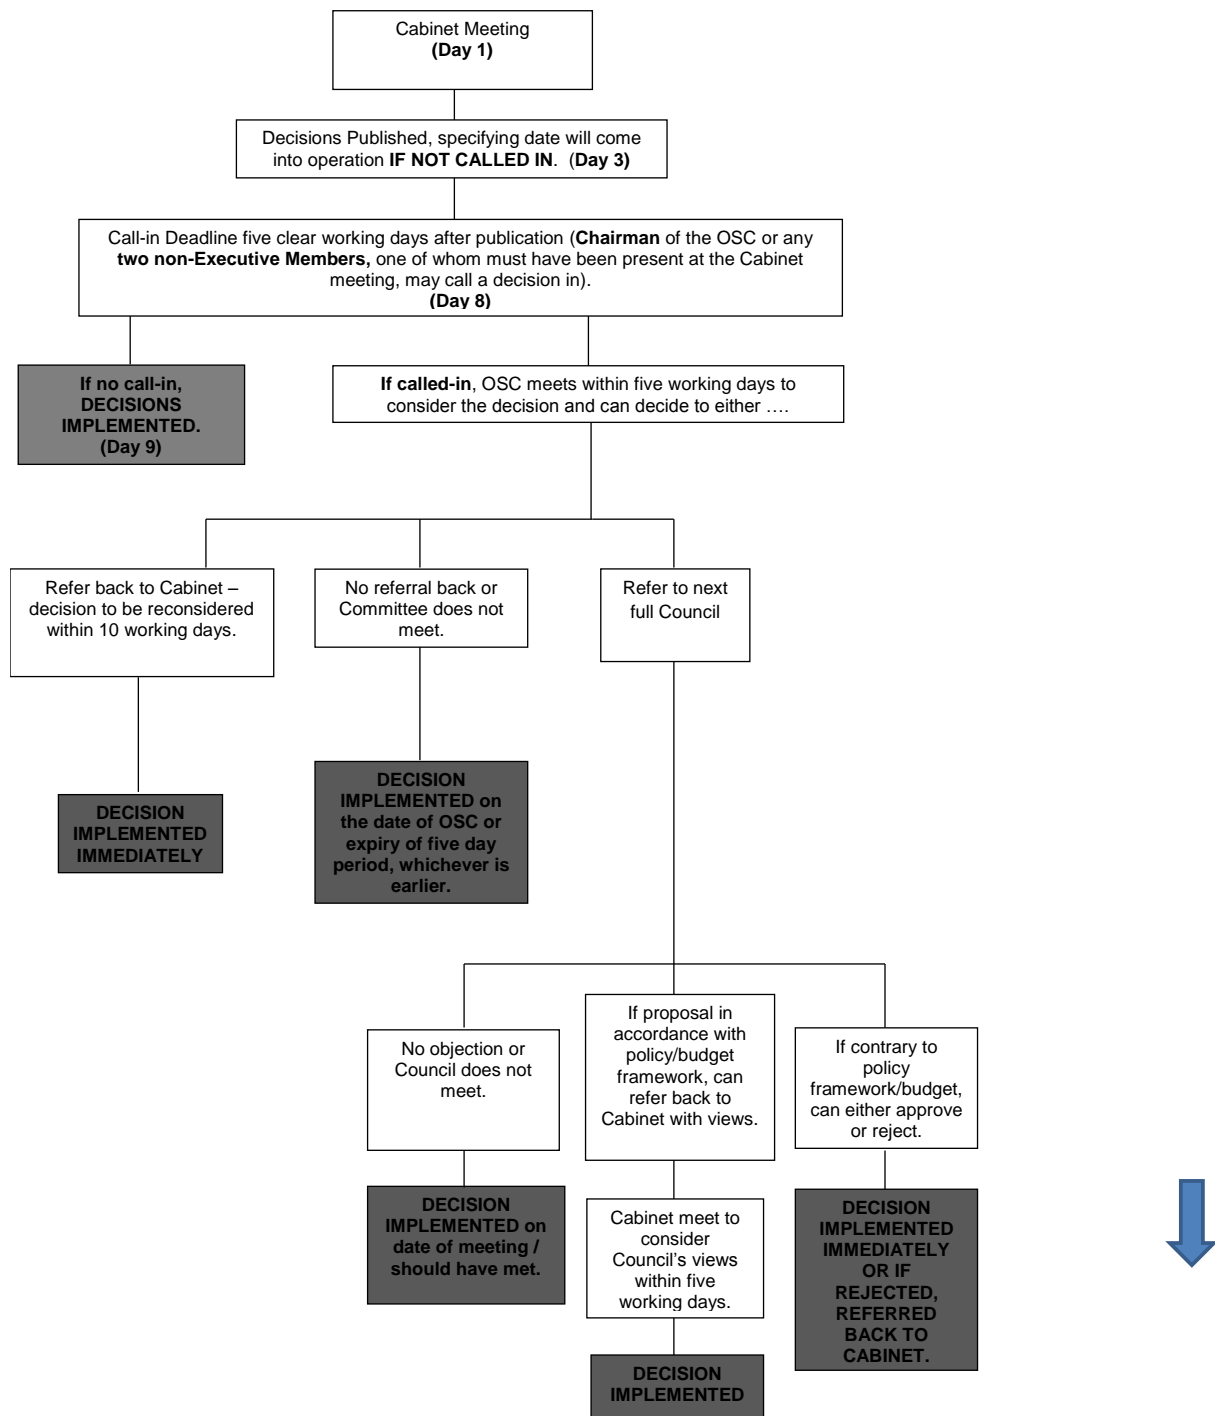 Cabinet Meeting
(Day 1)
Decisions Published, specifying date will come
into operation IF NOT CALLED IN. (Day 3)
Call-in Deadline five clear working days after publication (Chairman of the OSC or any
two non-Executive Members, one of whom must have been present at the Cabinet
meeting, may call a decision in).
(Day 8)
If no call-in,
DECISIONS
IMPLEMENTED.
(Day 9)
If called-in, OSC meets within five working days to
consider the decision and can decide to either ….
Refer back to Cabinet –
decision to be reconsidered
within 10 working days.
No referral back or
Committee does not
meet.
Refer to next
full Council
DECISION
IMPLEMENTED
IMMEDIATELY
DECISION
IMPLEMENTED on
the date of OSC or
expiry of five day
period, whichever is
earlier.
No objection or
Council does not
meet.
If proposal in
accordance with
policy/budget
framework, can
refer back to
Cabinet with views.
If contrary to
policy
framework/budget,
can either approve
or reject.
DECISION
IMPLEMENTED on
date of meeting /
should have met.
Cabinet meet to
consider
Council’s views
within five
working days.
DECISION
IMPLEMENTED
IMMEDIATELY
OR IF
REJECTED,
REFERRED
BACK TO
CABINET.
DECISION
IMPLEMENTED